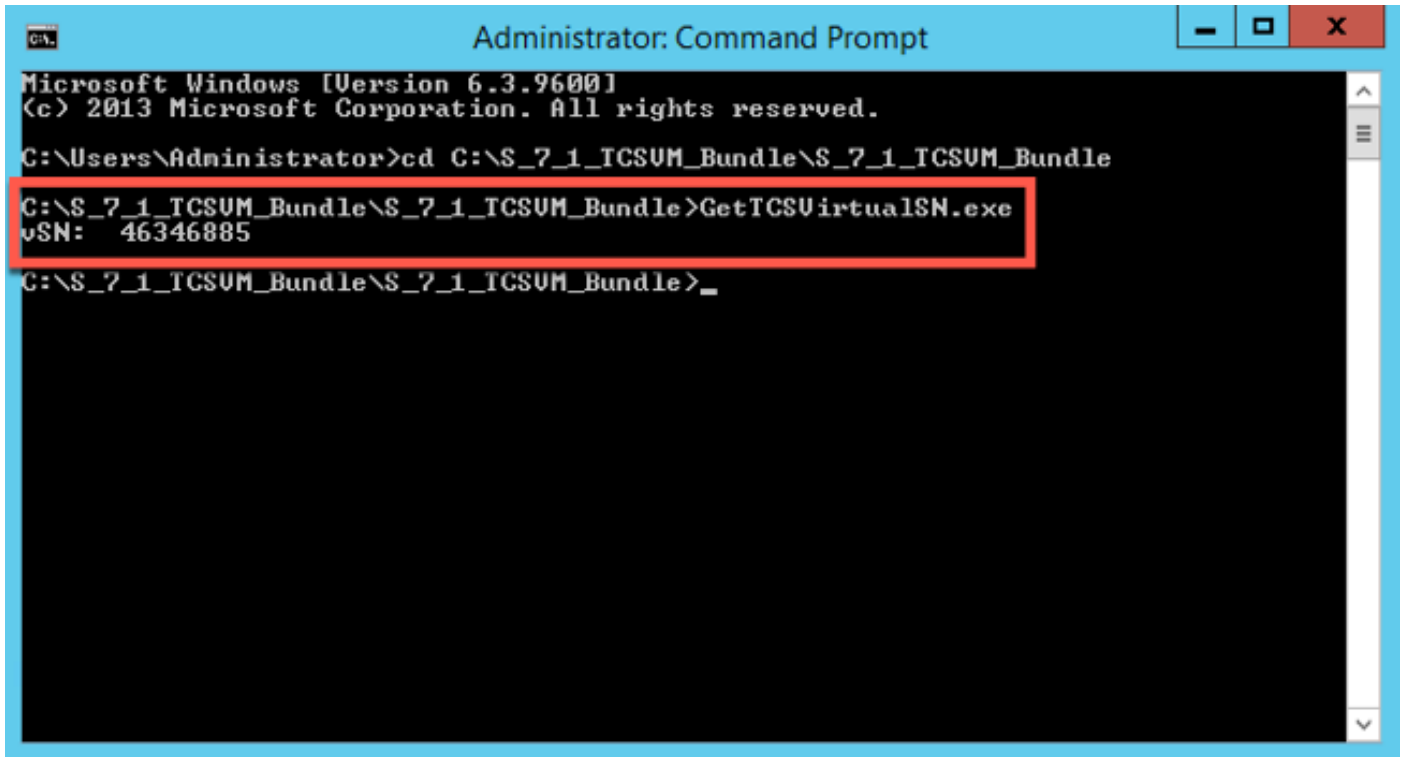 Administrator: Command Prompt
Microsoft Windows [Version 6.3.9600]
(c) 2013 Microsoft Corporation. All rights reserved.
C:\Users\Administrator>cd C:\S_7_1_TCSVM_Bundle\S_7_1_TCSVM_Bundle
C:\S_7_1_TCSVM_Bundle\S_7_1_TCSVM_Bundle>GetTCSVirtualSN.exe
vSN:  46346885
C:\S_7_1_TCSVM_Bundle\S_7_1_TCSVM_Bundle>_